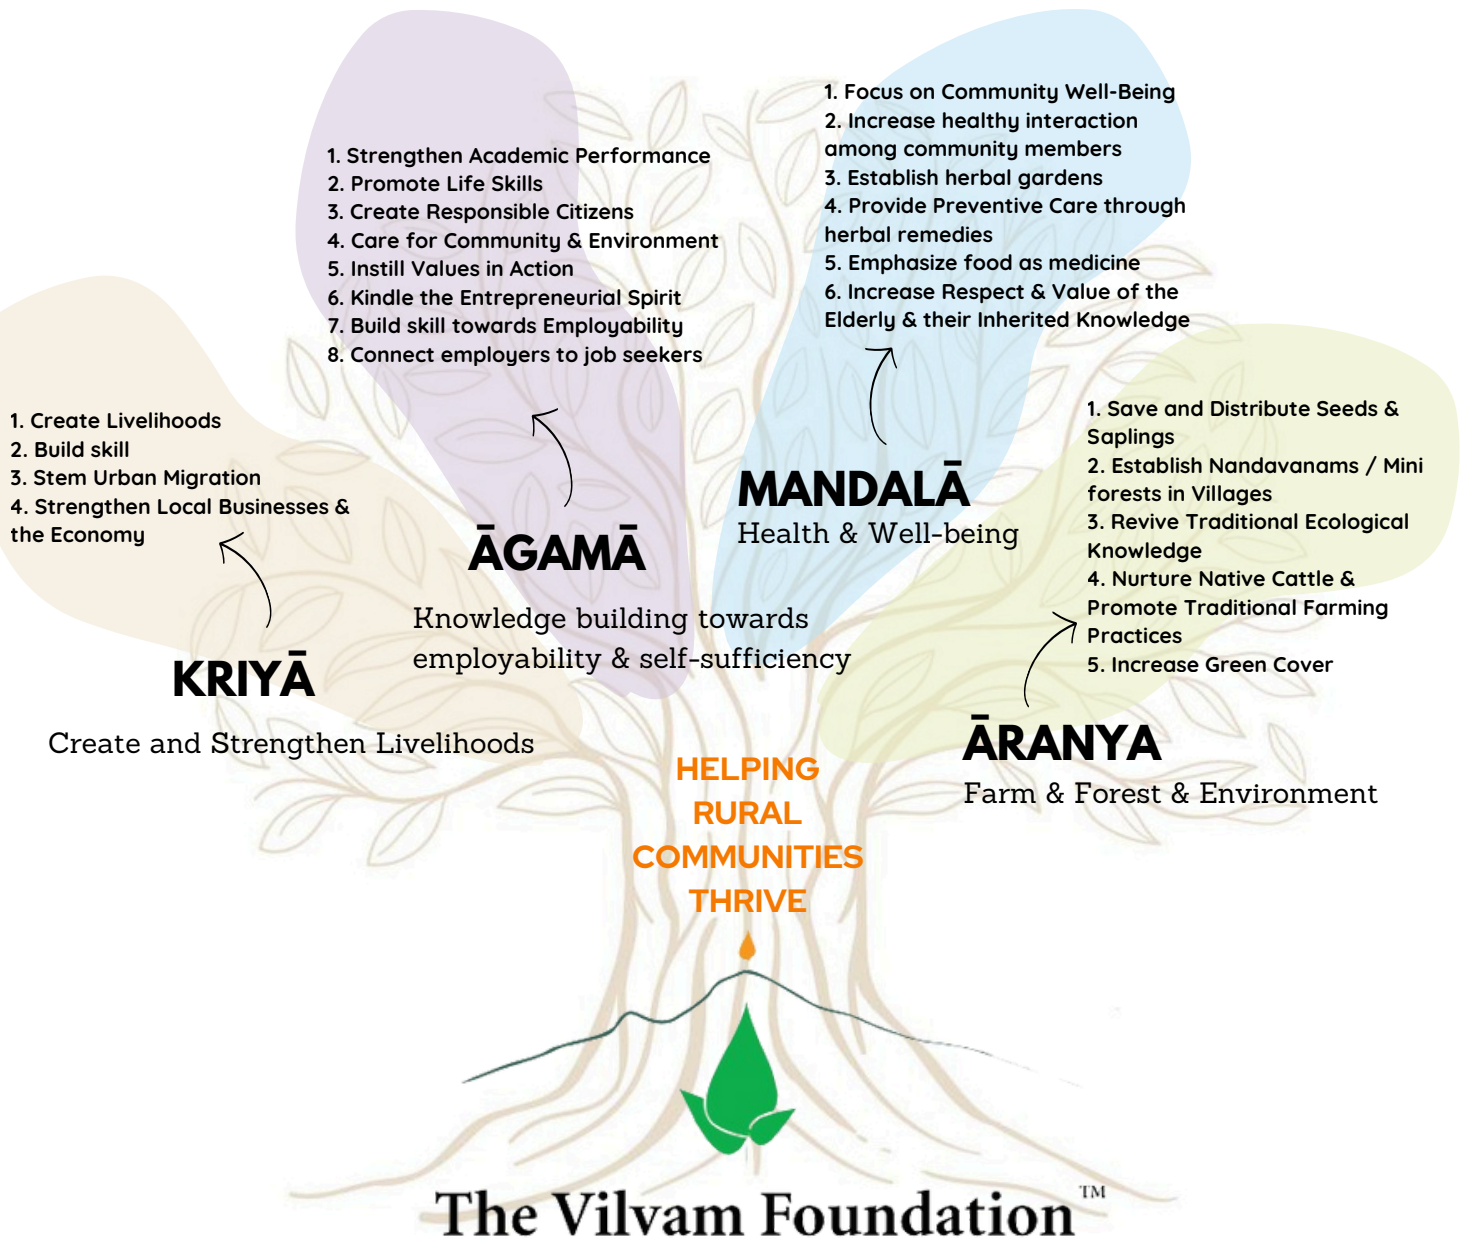 1. Create Livelihoods
2. Build skill
3. Stem Urban Migration
4. Strengthen Local Businesses &
the Economy
KRIYĀ
Create and Strengthen Livelihoods
1. Strengthen Academic Performance
2. Promote Life Skills
3. Create Responsible Citizens
4. Care for Community & Environment
5. Instill Values in Action
6. Kindle the Entrepreneurial Spirit
7. Build skill towards Employability
8. Connect employers to job seekers
ĀGAMĀ
Knowledge building towards
employability & self-sufficiency
1. Focus on Community Well-Being
2. Increase healthy interaction
among community members
3. Establish herbal gardens
4. Provide Preventive Care through
herbal remedies
5. Emphasize food as medicine
6. Increase Respect & Value of the
Elderly & their Inherited Knowledge
MANDALĀ
Health & Well-being
1. Save and Distribute Seeds &
Saplings
2. Establish Nandavanams / Mini
forests in Villages
3. Revive Traditional Ecological
Knowledge
4. Nurture Native Cattle &
Promote Traditional Farming
Practices
5. Increase Green Cover
ĀRANYA
Farm & Forest & Environment
HELPING
RURAL
COMMUNITIES
THRIVE
The Vilvam Foundation™